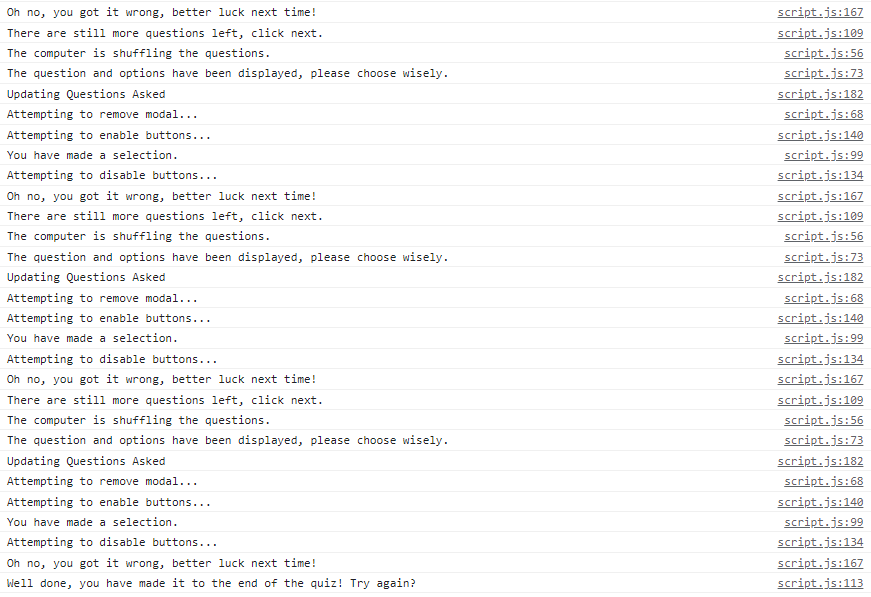 Oh no, you got it wrong, better luck next time! script.js:167
There are still more questions left, click next. script.js:109
The computer is shuffling the questions. script.js:56
The question and options have been displayed, please choose wisely. script.js:73
Updating Questions Asked script.js:182
Attempting to remove modal... script.js:68
Attempting to enable buttons... script.js:140
You have made a selection. script.js:99
Attempting to disable buttons... script.js:134
Oh no, you got it wrong, better luck next time! script.js:167
There are still more questions left, click next. script.js:109
The computer is shuffling the questions. script.js:56
The question and options have been displayed, please choose wisely. script.js:73
Updating Questions Asked script.js:182
Attempting to remove modal... script.js:68
Attempting to enable buttons... script.js:140
You have made a selection. script.js:99
Attempting to disable buttons... script.js:134
Oh no, you got it wrong, better luck next time! script.js:167
There are still more questions left, click next. script.js:109
The computer is shuffling the questions. script.js:56
The question and options have been displayed, please choose wisely. script.js:73
Updating Questions Asked script.js:182
Attempting to remove modal... script.js:68
Attempting to enable buttons... script.js:140
You have made a selection. script.js:99
Attempting to disable buttons... script.js:134
Oh no, you got it wrong, better luck next time! script.js:167
Well done, you have made it to the end of the quiz! Try again? script.js:113